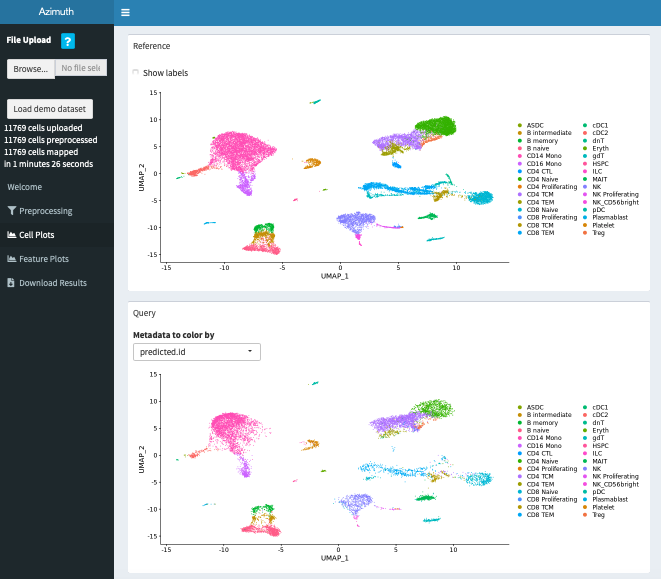 Azimuth
File Upload ?
Browse... No file sele
Load demo dataset
11769 cells uploaded
11769 cells preprocessed
11769 cells mapped
in 1 minutes 26 seconds
Welcome
Preprocessing
Cell Plots
Feature Plots
Download Results
Reference
Show labels
UMAP_2
15
10
5
0
-5
-10
-15
-15 -10 -5 0 5 10
UMAP_1
ASDC cDC1
B intermediate cDC2
B memory dnT
B naive Eryth
CD14 Mono gdT
CD16 Mono HSPC
CD4 CTL ILC
CD4 Naive MAIT
CD4 Proliferating NK
CD4 TCM NK Proliferating
CD4 TEM NK_CD56bright
CD8 Naive pDC
CD8 Proliferating Plasmablast
CD8 TCM Platelet
CD8 TEM Treg
Query
Metadata to color by
predicted.id
UMAP_2
15
10
5
0
-5
-10
-15
-15 -10 -5 0 5 10
UMAP_1
ASDC cDC1
B intermediate cDC2
B memory dnT
B naive Eryth
CD14 Mono gdT
CD16 Mono HSPC
CD4 CTL ILC
CD4 Naive MAIT
CD4 Proliferating NK
CD4 TCM NK Proliferating
CD4 TEM NK_CD56bright
CD8 Naive pDC
CD8 Proliferating Plasmablast
CD8 TCM Platelet
CD8 TEM Treg